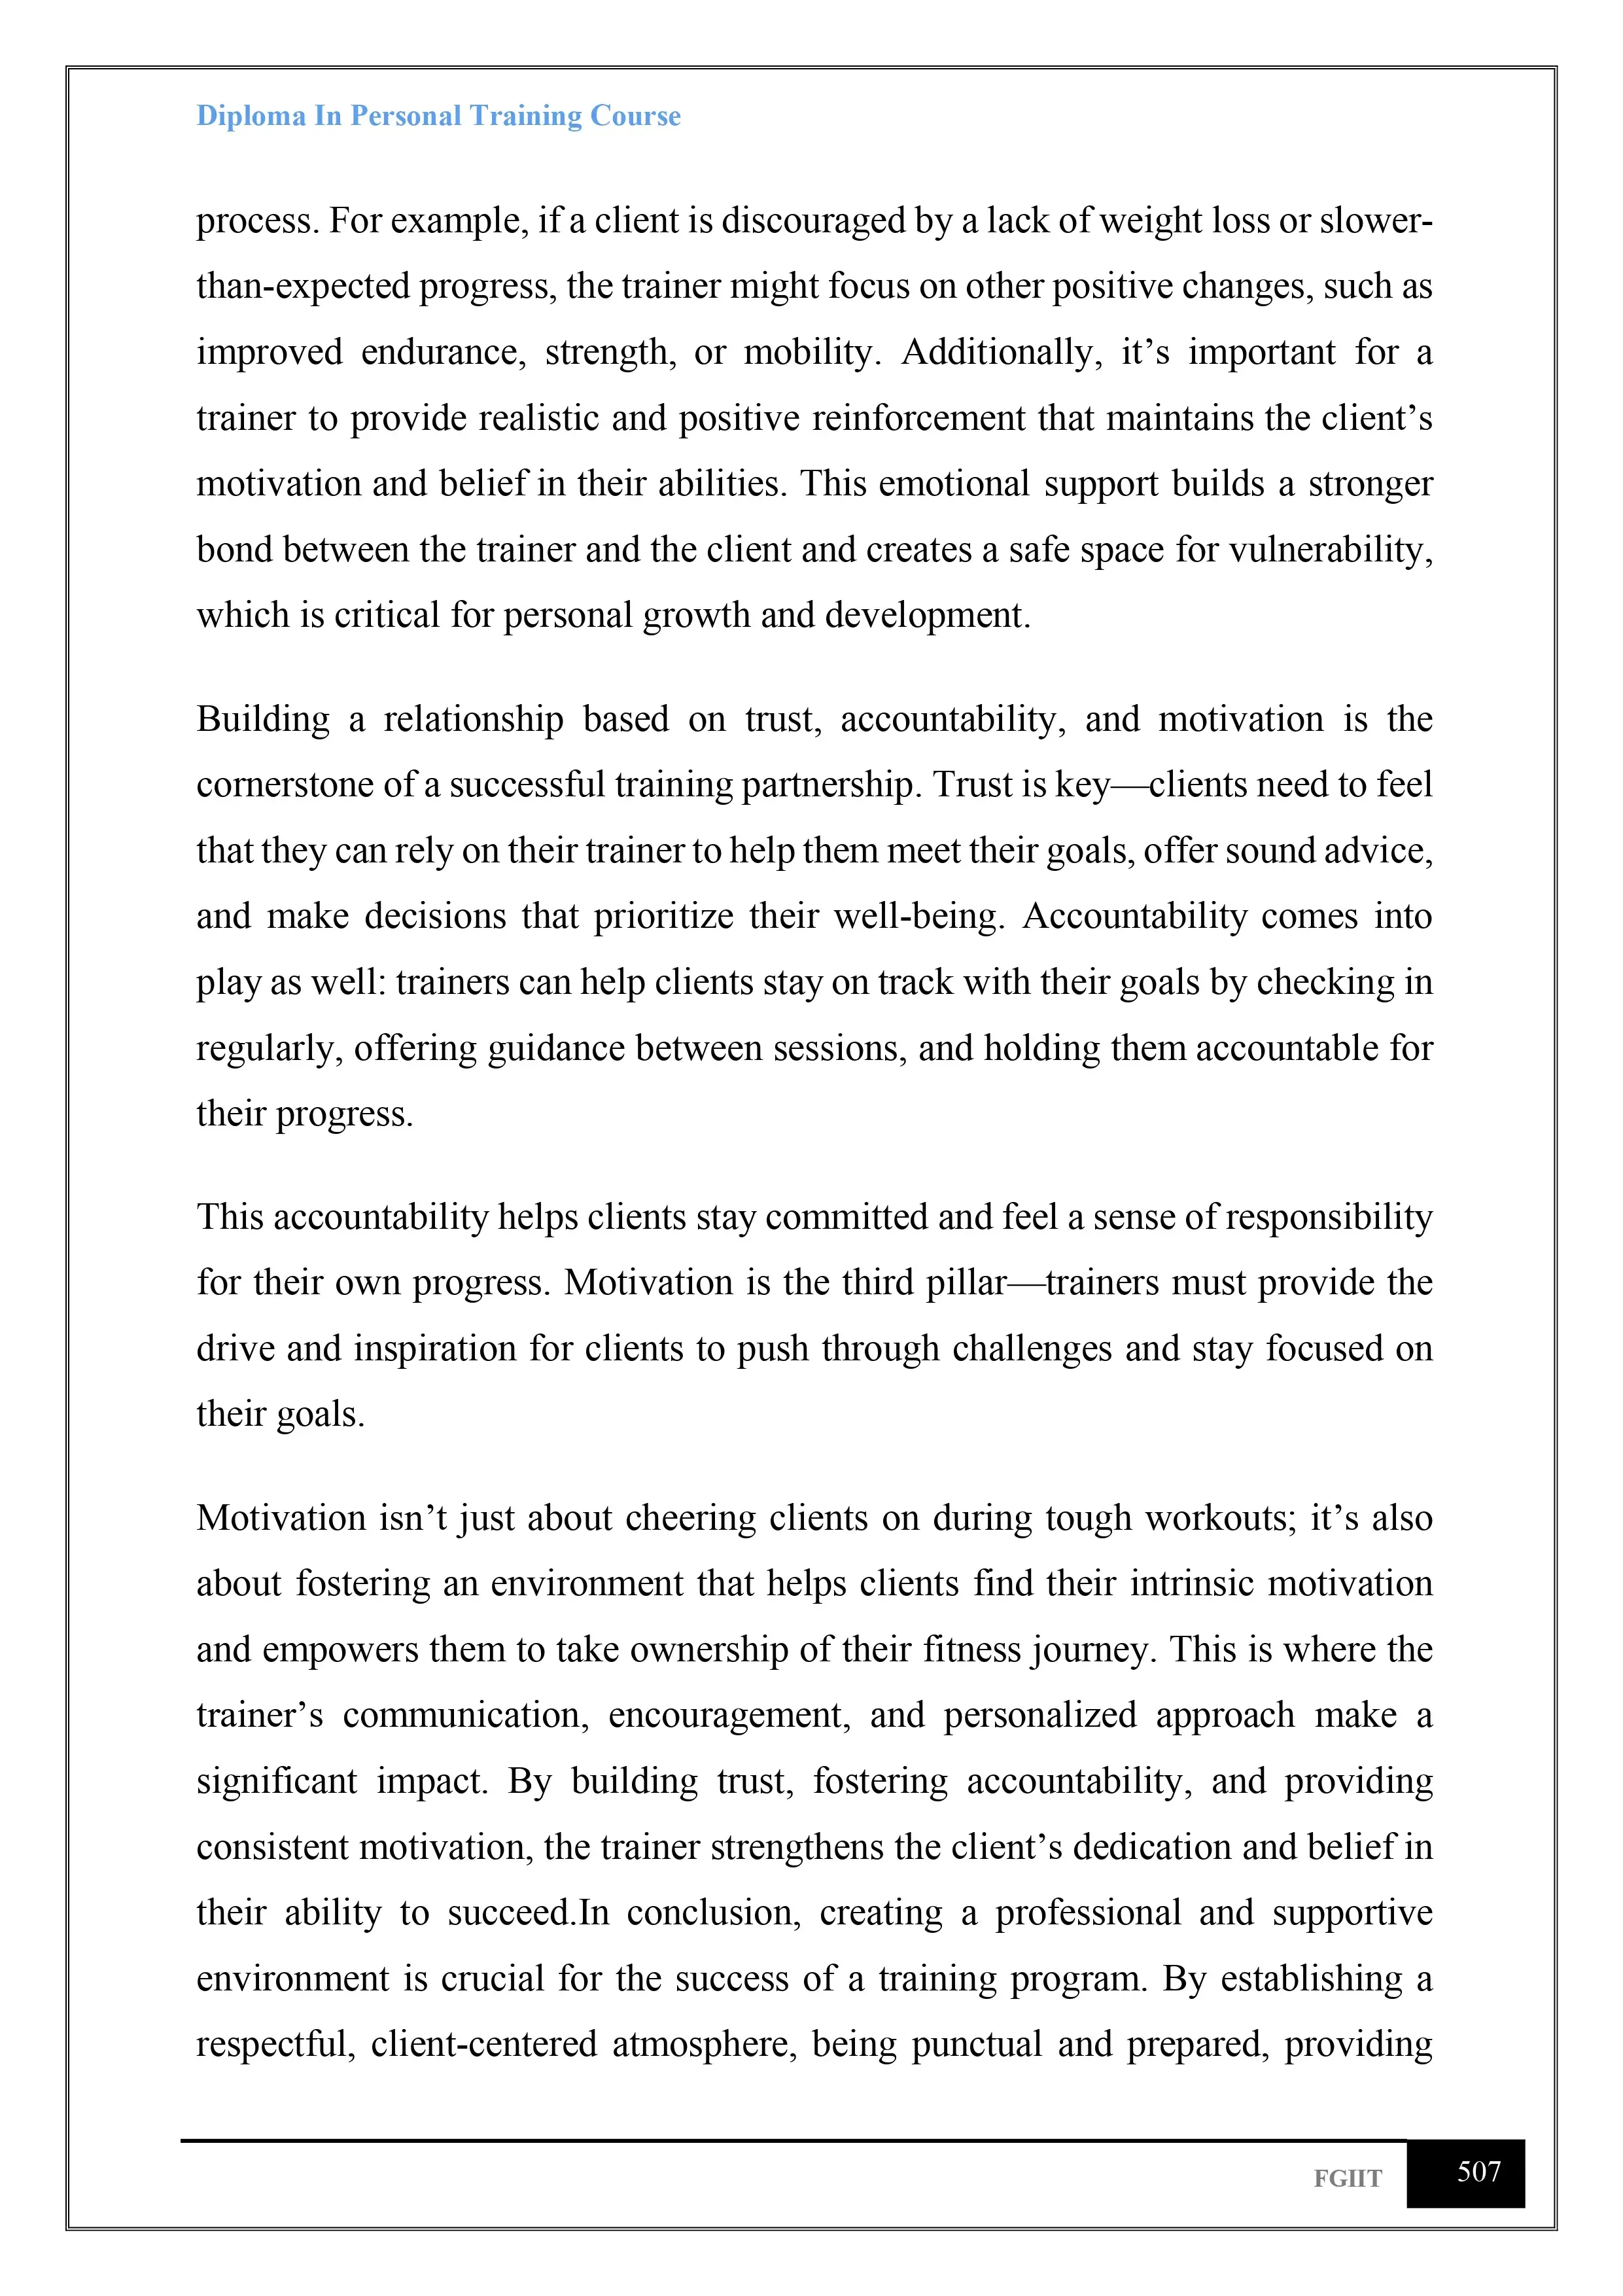 Diploma In Personal Training Course
process. For example, if a client is discouraged by a lack of weight loss or slower-
than-expected progress, the trainer might focus on other positive changes, such as
improved endurance, strength, or mobility. Additionally, it’s important for a
trainer to provide realistic and positive reinforcement that maintains the client’s
motivation and belief in their abilities. This emotional support builds a stronger
bond between the trainer and the client and creates a safe space for vulnerability,
which is critical for personal growth and development.
Building a relationship based on trust, accountability, and motivation is the
cornerstone of a successful training partnership. Trust is key—clients need to feel
that they can rely on their trainer to help them meet their goals, offer sound advice,
and make decisions that prioritize their well-being. Accountability comes into
play as well: trainers can help clients stay on track with their goals by checking in
regularly, offering guidance between sessions, and holding them accountable for
their progress.
This accountability helps clients stay committed and feel a sense of responsibility
for their own progress. Motivation is the third pillar—trainers must provide the
drive and inspiration for clients to push through challenges and stay focused on
their goals.
Motivation isn’t just about cheering clients on during tough workouts; it’s also
about fostering an environment that helps clients find their intrinsic motivation
and empowers them to take ownership of their fitness journey. This is where the
trainer’s communication, encouragement, and personalized approach make a
significant impact. By building trust, fostering accountability, and providing
consistent motivation, the trainer strengthens the client’s dedication and belief in
their ability to succeed.In conclusion, creating a professional and supportive
environment is crucial for the success of a training program. By establishing a
respectful, client-centered atmosphere, being punctual and prepared, providing
FGIIT 507